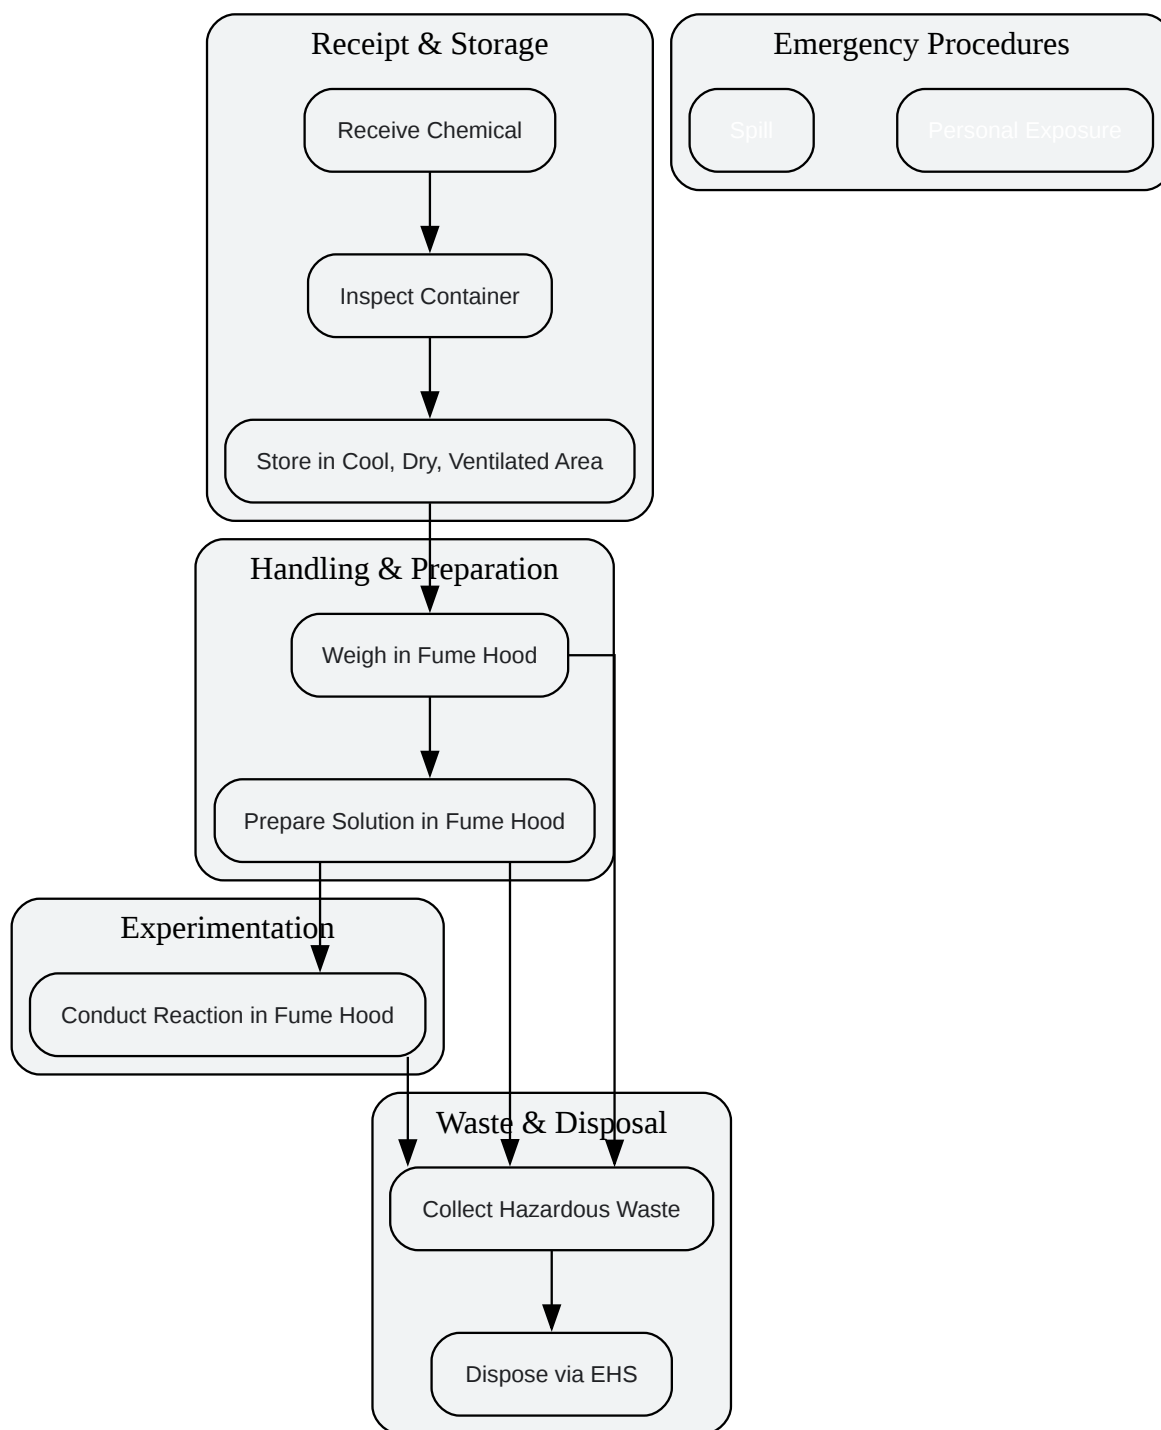 Receipt & Storage
Receive Chemical
Inspect Container
Store in Cool, Dry, Ventilated Area
Emergency Procedures
Spill
Personal Exposure
Handling & Preparation
Weigh in Fume Hood
Prepare Solution in Fume Hood
Experimentation
Conduct Reaction in Fume Hood
Waste & Disposal
Collect Hazardous Waste
Dispose via EHS